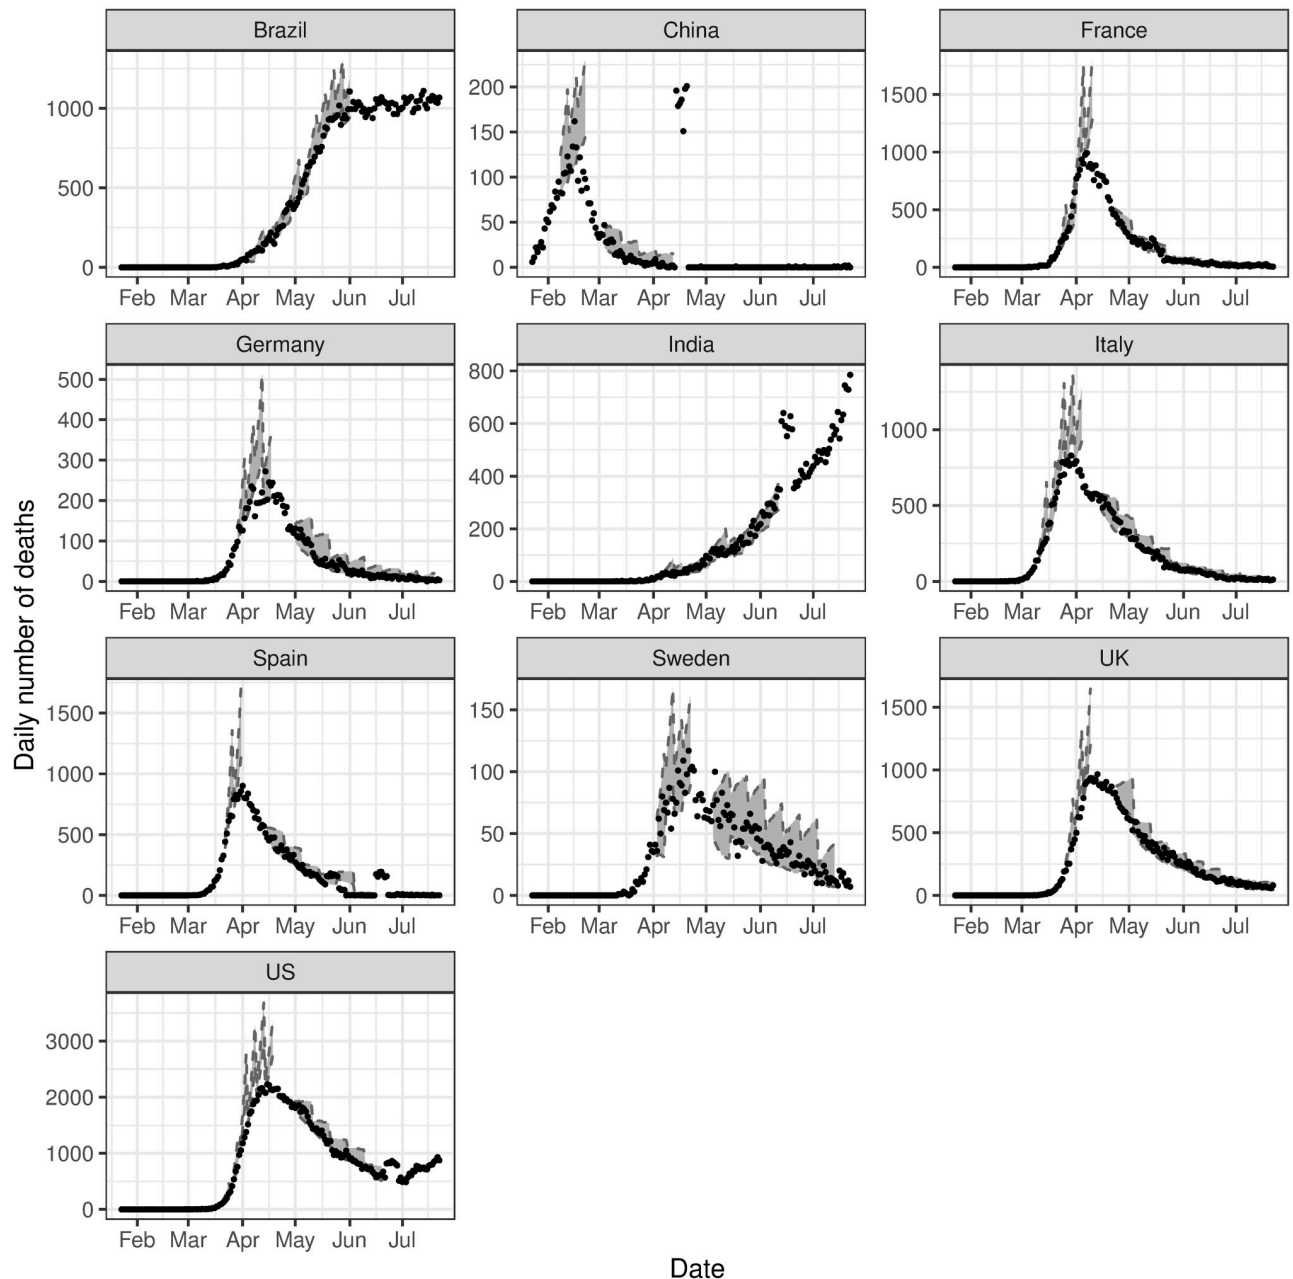 Brazil
China
France
1000
500
0
200
150
100
50
0
1500
1000
500
0
Feb Mar Apr May Jun Jul
Feb Mar Apr May Jun Jul
Feb Mar Apr May Jun Jul
Germany
India
Italy
500
400
300
200
100
0
800
600
400
200
0
1000
500
0
Feb Mar Apr May Jun Jul
Feb Mar Apr May Jun Jul
Feb Mar Apr May Jun Jul
Daily number of deaths
Spain
Sweden
UK
1500
1000
500
0
150
100
50
0
1500
1000
500
0
Feb Mar Apr May Jun Jul
Feb Mar Apr May Jun Jul
Feb Mar Apr May Jun Jul
US
3000
2000
1000
0
Feb Mar Apr May Jun Jul
Date